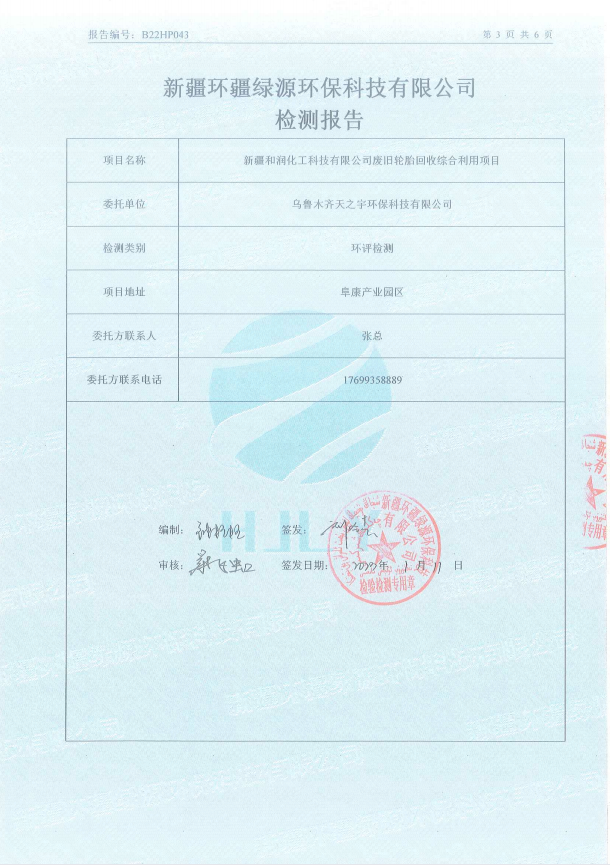 报告编号：B22HP043 第 3 页 共 6 页
新疆环疆绿源环保科技有限公司
检测报告
项目名称 新疆和润化工科技有限公司废旧轮胎回收综合利用项目
委托单位 乌鲁木齐天之宇环保科技有限公司
检测类别 环评检测
项目地址 阜康产业园区
委托方联系人 张总
委托方联系电话 17699358889
HJLY
编制： 签发：
审核： 签发日期： 年 1 月 17 日
新疆环疆绿源环保科技有限公司
检验检测专用章